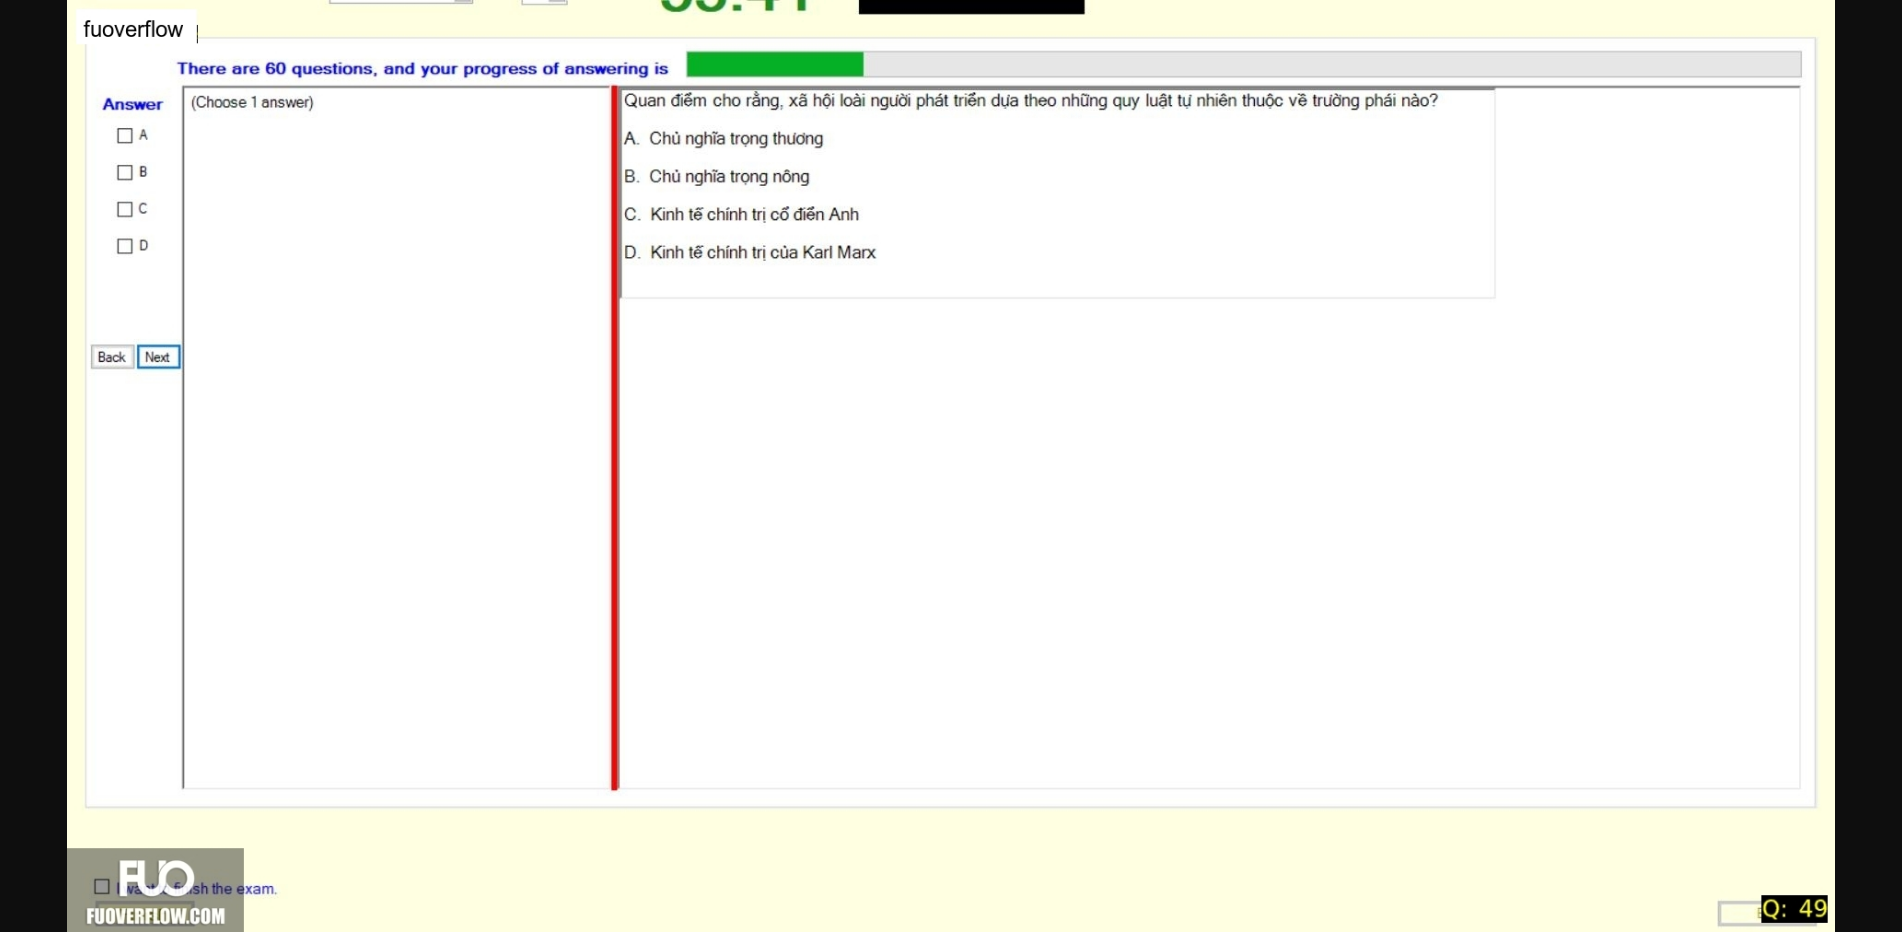 fuoverflow
There are 60 questions, and your progress of answering is
Answer
(Choose 1 answer)
A
B
C
D
Back Next
Quan điểm cho rằng, xã hội loài người phát triển dựa theo những quy luật tự nhiên thuộc về trường phái nào?
A. Chủ nghĩa trọng thương
B. Chủ nghĩa trọng nông
C. Kinh tế chính trị cổ điển Anh
D. Kinh tế chính trị của Karl Marx
FUO
the exam.
FUOVERFLOW.COM
Q: 49